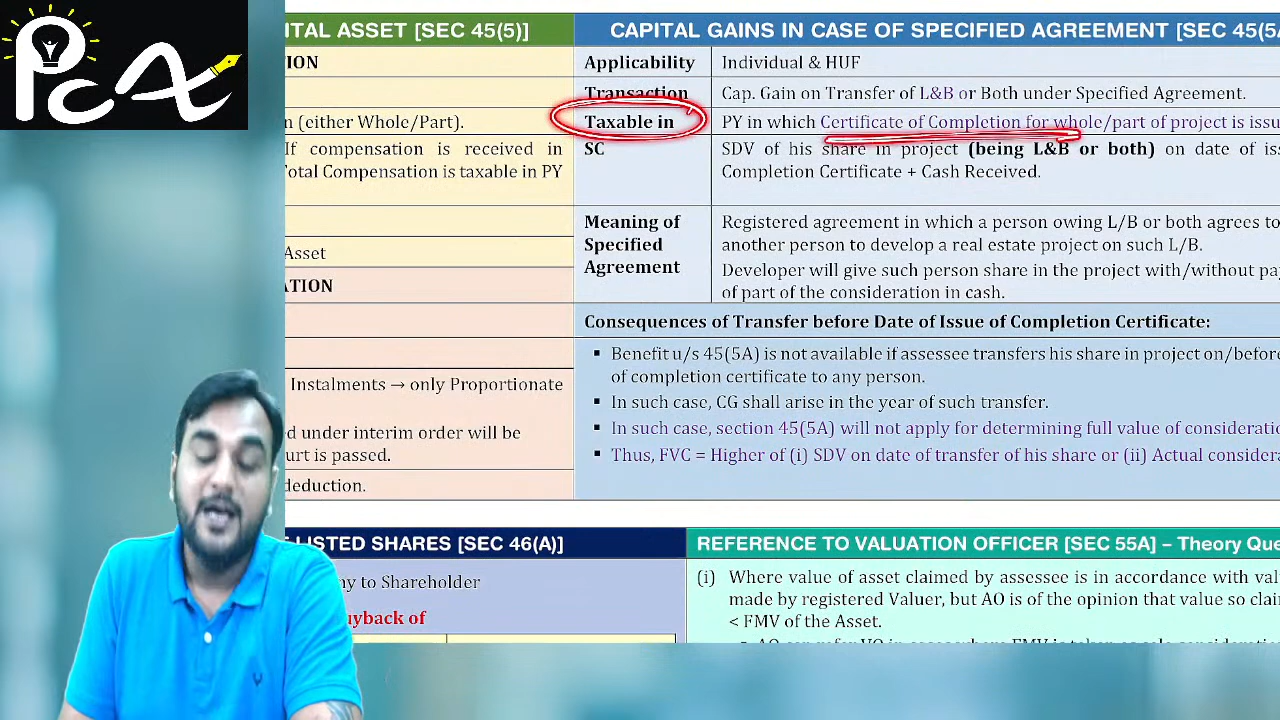 PCA
ITAL ASSET [SEC 45(5)]
CAPITAL GAINS IN CASE OF SPECIFIED AGREEMENT [SEC 45(5A
ION
Applicability
Individual & HUF
Transaction
Cap. Gain on Transfer of L&B or Both under Specified Agreement.
n (either Whole/Part).
Taxable in
PY in which Certificate of Completion for whole/part of project is issu
If compensation is received in
otal Compensation is taxable in PY
SC
SDV of his share in project (being L&B or both) on date of iss
Completion Certificate + Cash Received.
Asset
Meaning of
Specified
Agreement
Registered agreement in which a person owing L/B or both agrees to
another person to develop a real estate project on such L/B.
Developer will give such person share in the project with/without pa
of part of the consideration in cash.
ATION
Instalments → only Proportionate
d under interim order will be
urt is passed.
deduction.
Consequences of Transfer before Date of Issue of Completion Certificate:
▪ Benefit u/s 45(5A) is not available if assessee transfers his share in project on/before
of completion certificate to any person.
▪ In such case, CG shall arise in the year of such transfer.
▪ In such case, section 45(5A) will not apply for determining full value of consideratio
▪ Thus, FVC = Higher of (i) SDV on date of transfer of his share or (ii) Actual considera
LISTED SHARES [SEC 46(A)]
ny to Shareholder
uyback of
REFERENCE TO VALUATION OFFICER [SEC 55A] – Theory Que
(i) Where value of asset claimed by assessee is in accordance with val
made by registered Valuer, but AO is of the opinion that value so clai
< FMV of the Asset.